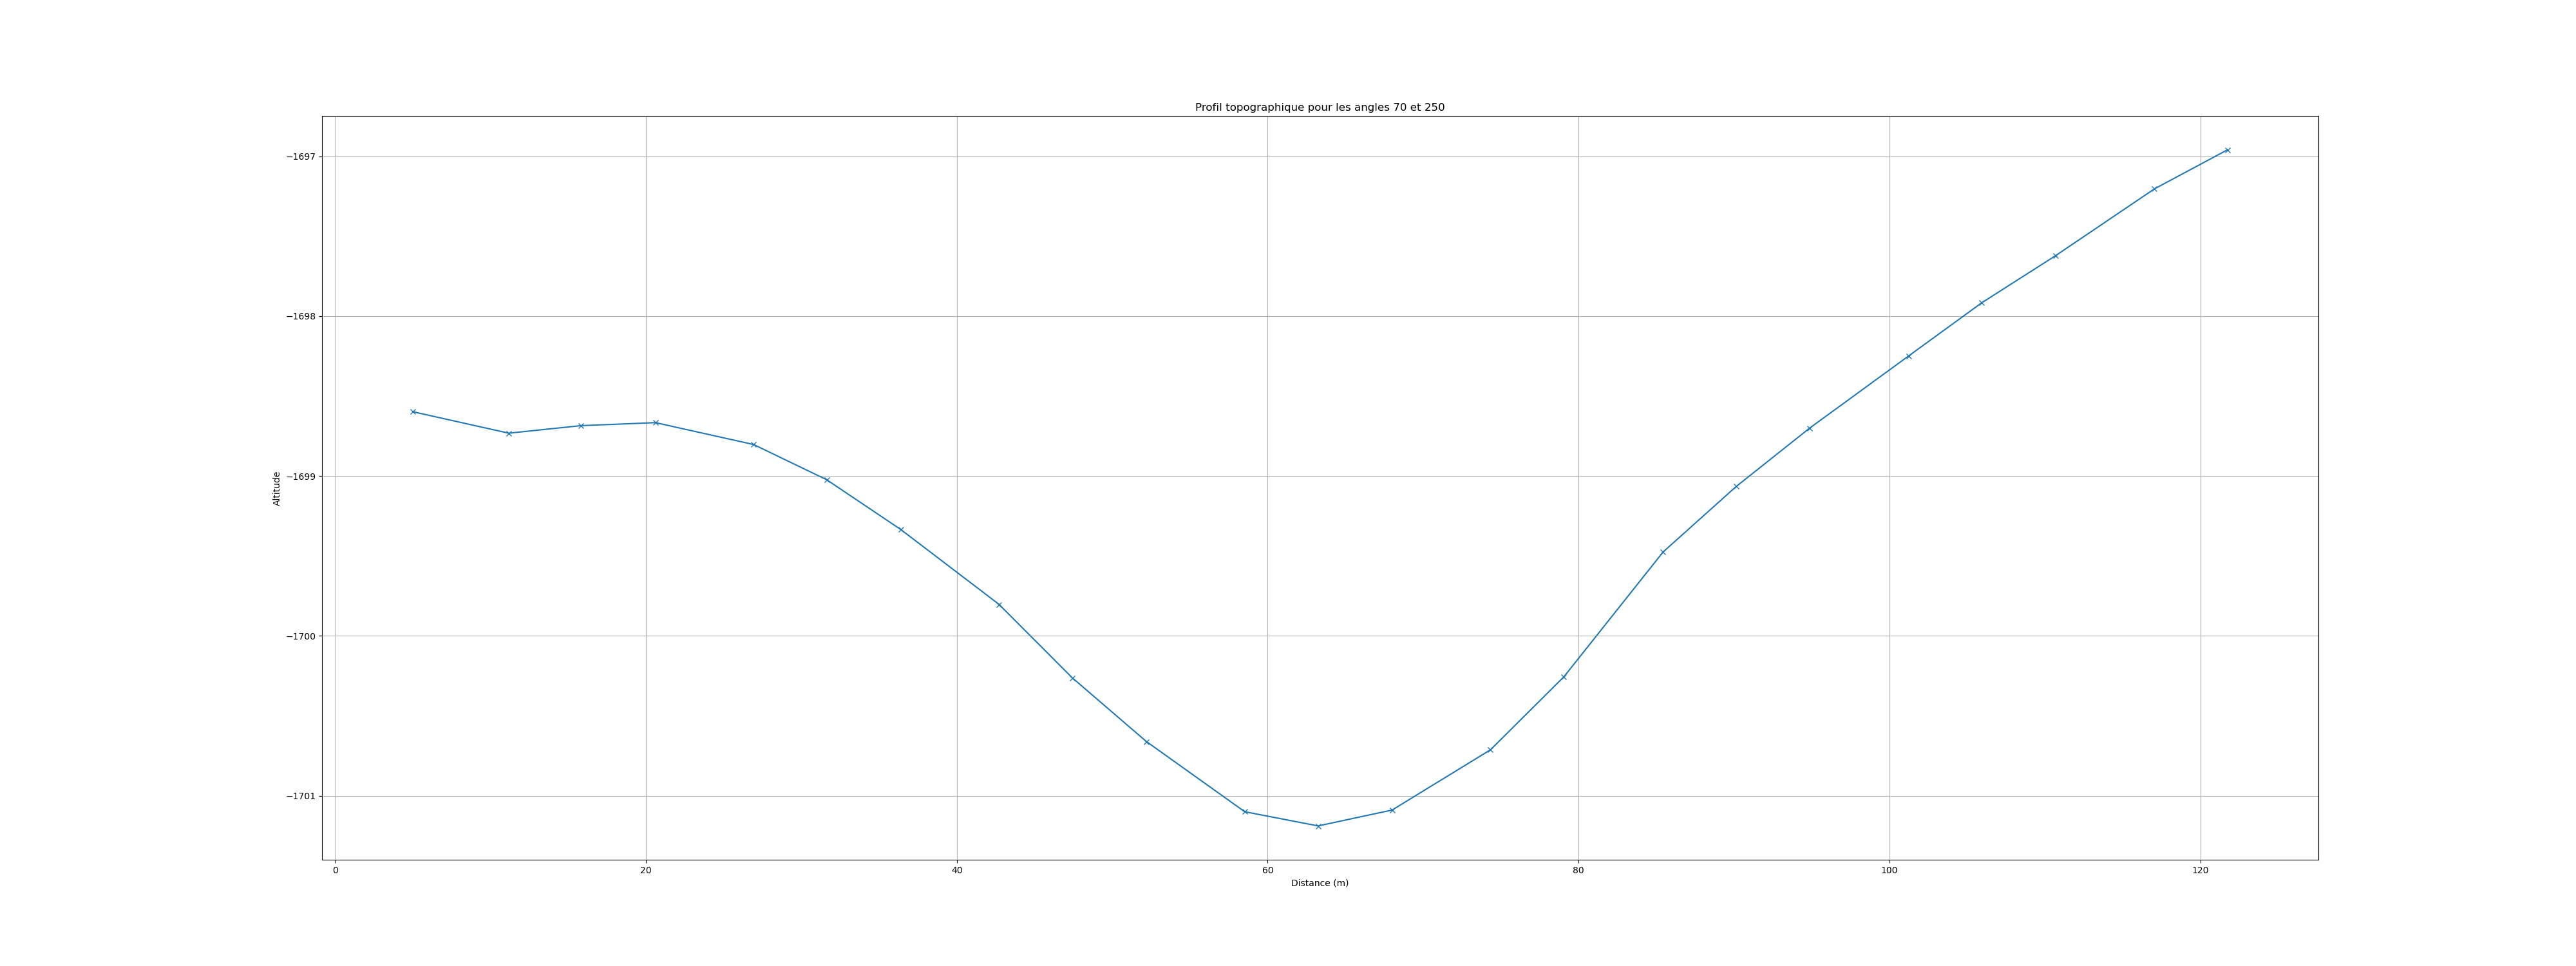 Profil topographique pour les angles 70 et 250
−1697
−1698
−1699
−1700
−1701
Altitude
0 20 40 60 80 100 120
Distance (m)